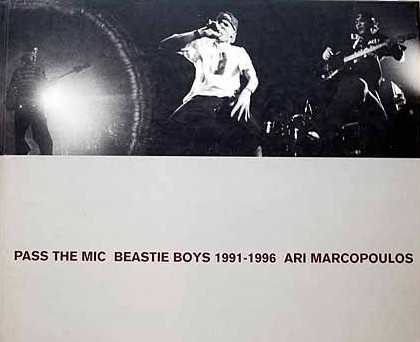 PASS THE MIC BEASTIE BOYS 1991-1996 ARI MARCOPOULOS